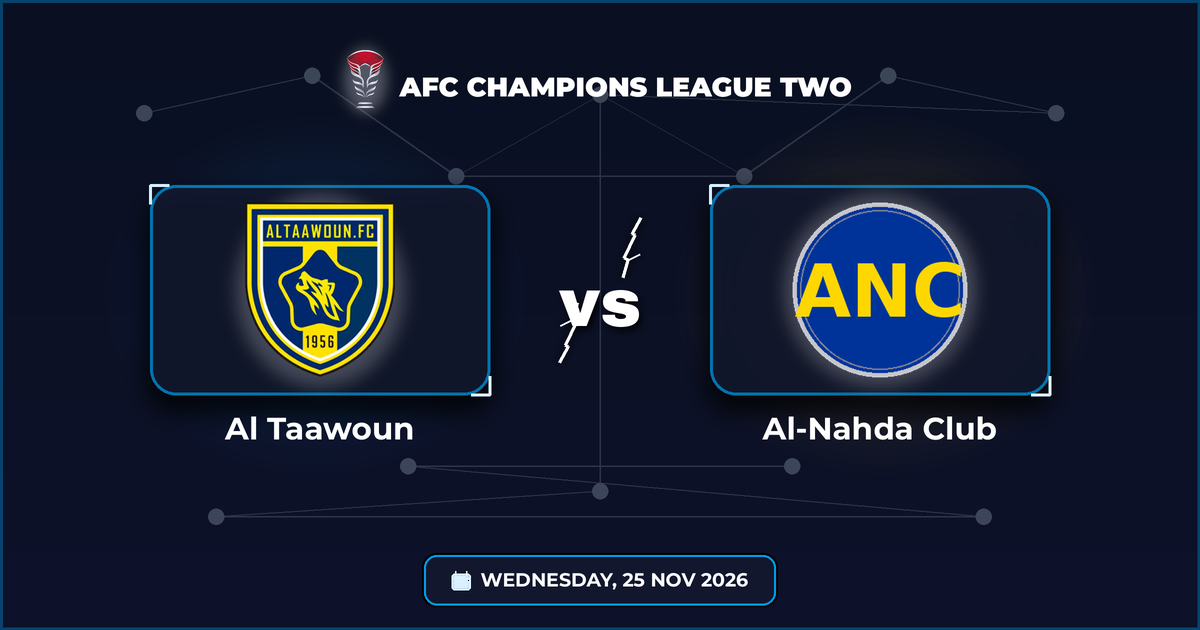 AFC CHAMPIONS LEAGUE TWO
ALTAAWOUN.FC
1956
VS
ANC
Al Taawoun
Al-Nahda Club
WEDNESDAY, 25 NOV 2026